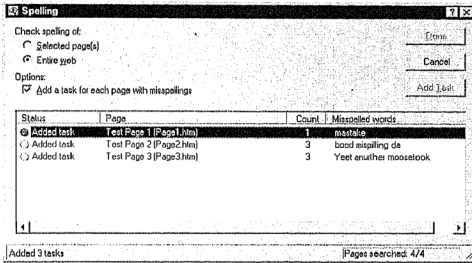 Spelling
Check spelling of:
Selected page(s)
Entire web
Options:
Add a task for each page with misspellings
Done
Cancel
Add Task
Status Page Count Misspelled words
Added task Test Page 1 (Page1.htm) 1 mastake
Added task Test Page 2 (Page2.htm) 3 bood mispilling da
Added task Test Page 3 (Page3.htm) 3 Yeet anuther moosetook
Added 3 tasks Pages searched: 4/4